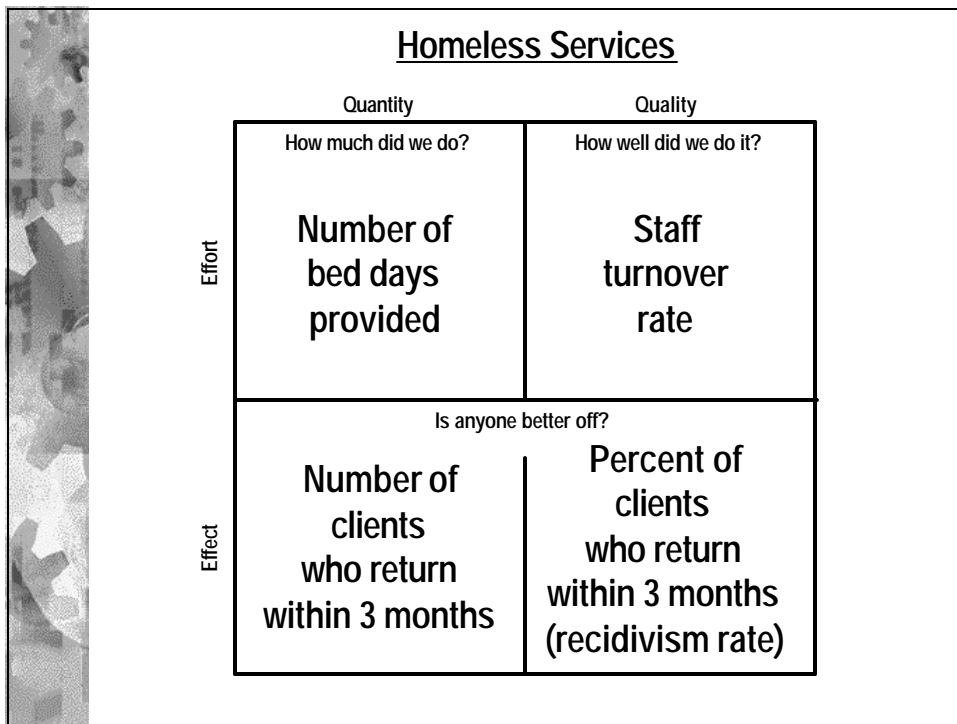 Homeless Services
Quantity
Quality
How much did we do?
How well did we do it?
Effort
Number of
bed days
provided
Staff
turnover
rate
Is anyone better off?
Effect
Number of
clients
who return
within 3 months
Percent of
clients
who return
within 3 months
(recidivism rate)